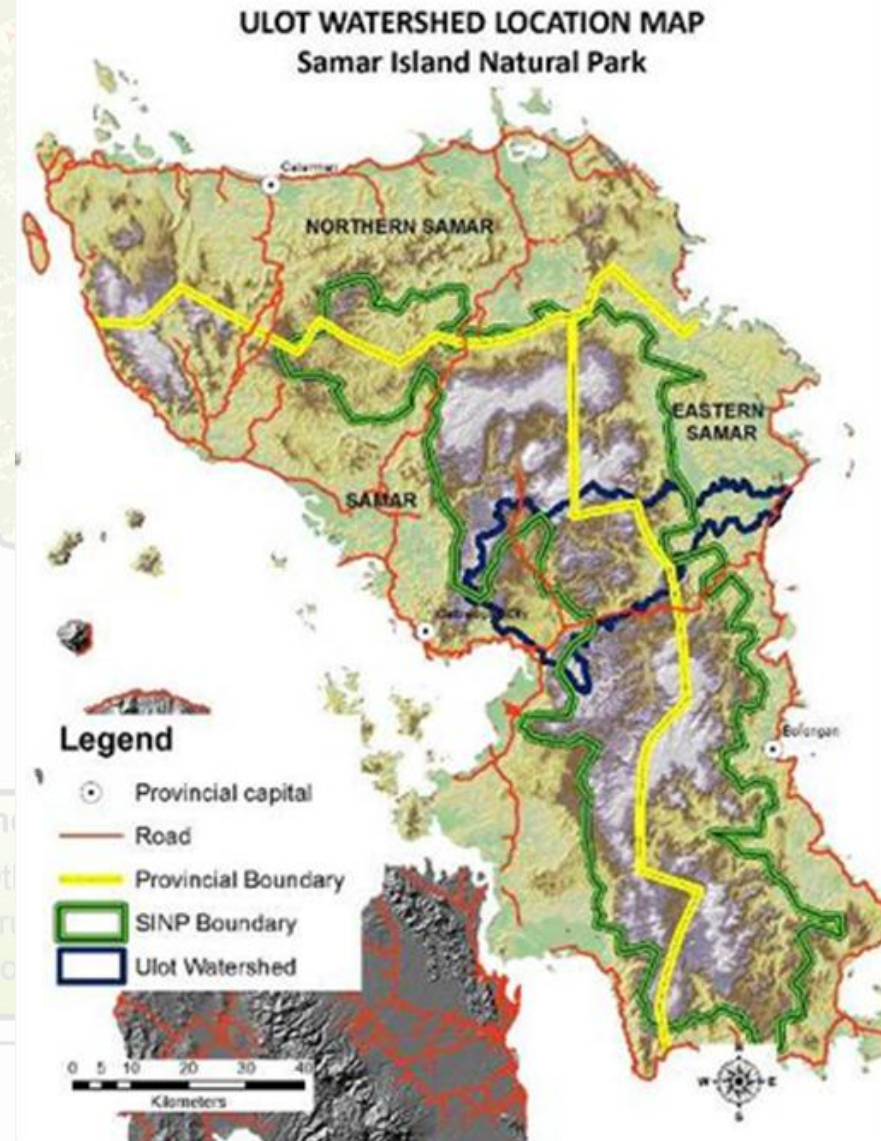 ULOT WATERSHED LOCATION MAP
Samar Island Natural Park
Catarman
NORTHERN SAMAR
EASTERN
SAMAR
SAMAR
Legend
Provincial capital
Road
Provincial Boundary
SINP Boundary
Ulot Watershed
0 5 10 20 30 40
Kilometers
N
W E
S